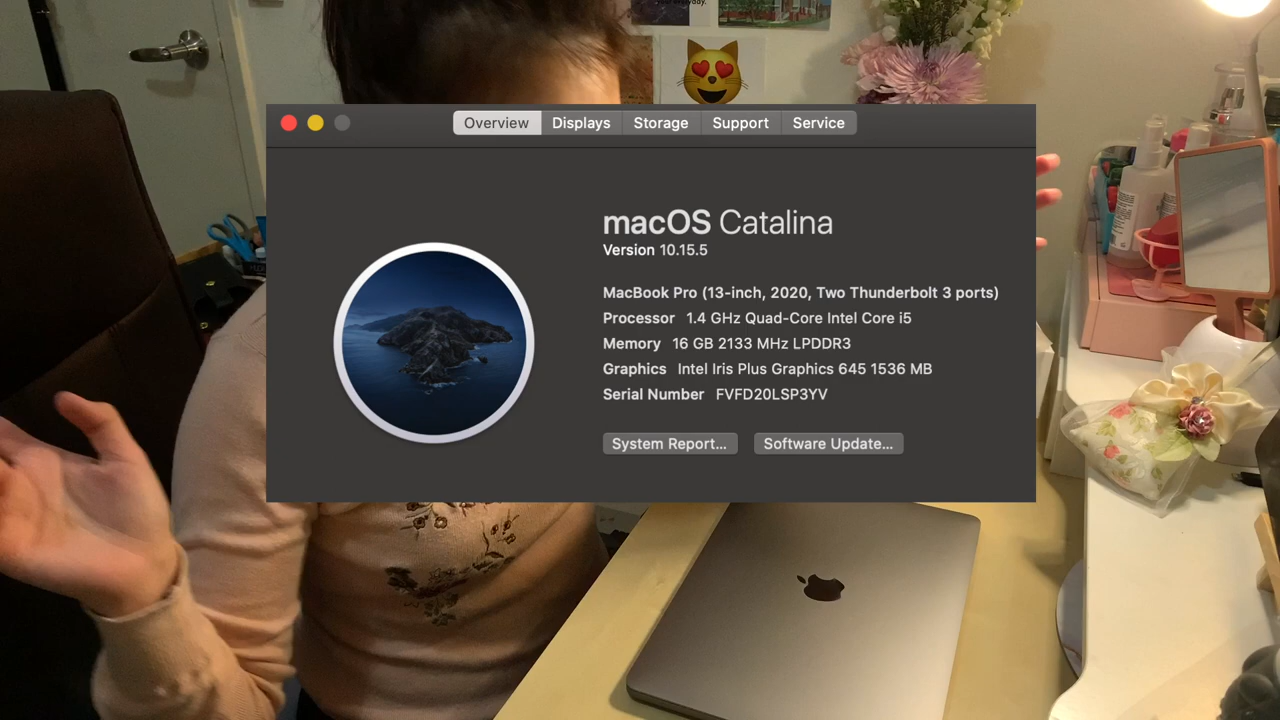 Overview Displays Storage Support Service
macOS Catalina
Version 10.15.5
MacBook Pro (13-inch, 2020, Two Thunderbolt 3 ports)
Processor 1.4 GHz Quad-Core Intel Core i5
Memory 16 GB 2133 MHz LPDDR3
Graphics Intel Iris Plus Graphics 645 1536 MB
Serial Number FVFD20LSP3YV
System Report... Software Update...